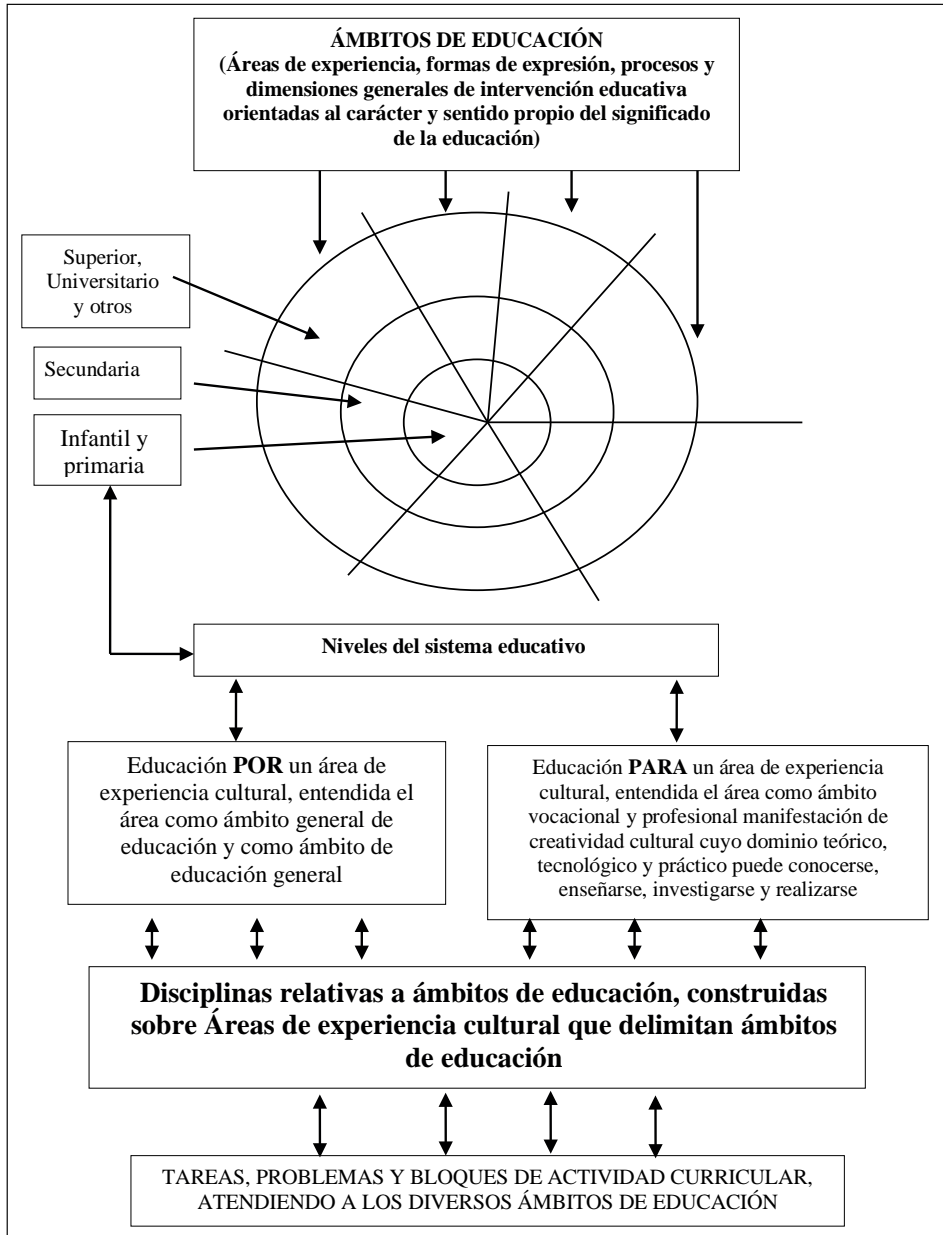 ÁMBITOS DE EDUCACIÓN
(Áreas de experiencia, formas de expresión, procesos y
dimensiones generales de intervención educativa
orientadas al carácter y sentido propio del significado
de la educación)
Superior,
Universitario
y otros
Secundaria
Infantil y
primaria
Niveles del sistema educativo
Educación POR un área de
experiencia cultural, entendida el
área como ámbito general de
educación y como ámbito de
educación general
Educación PARA un área de experiencia
cultural, entendida el área como ámbito
vocacional y profesional manifestación de
creatividad cultural cuyo dominio teórico,
tecnológico y práctico puede conocerse,
enseñarse, investigarse y realizarse
Disciplinas relativas a ámbitos de educación, construidas
sobre Áreas de experiencia cultural que delimitan ámbitos
de educación
TAREAS, PROBLEMAS Y BLOQUES DE ACTIVIDAD CURRICULAR,
ATENDIENDO A LOS DIVERSOS ÁMBITOS DE EDUCACIÓN